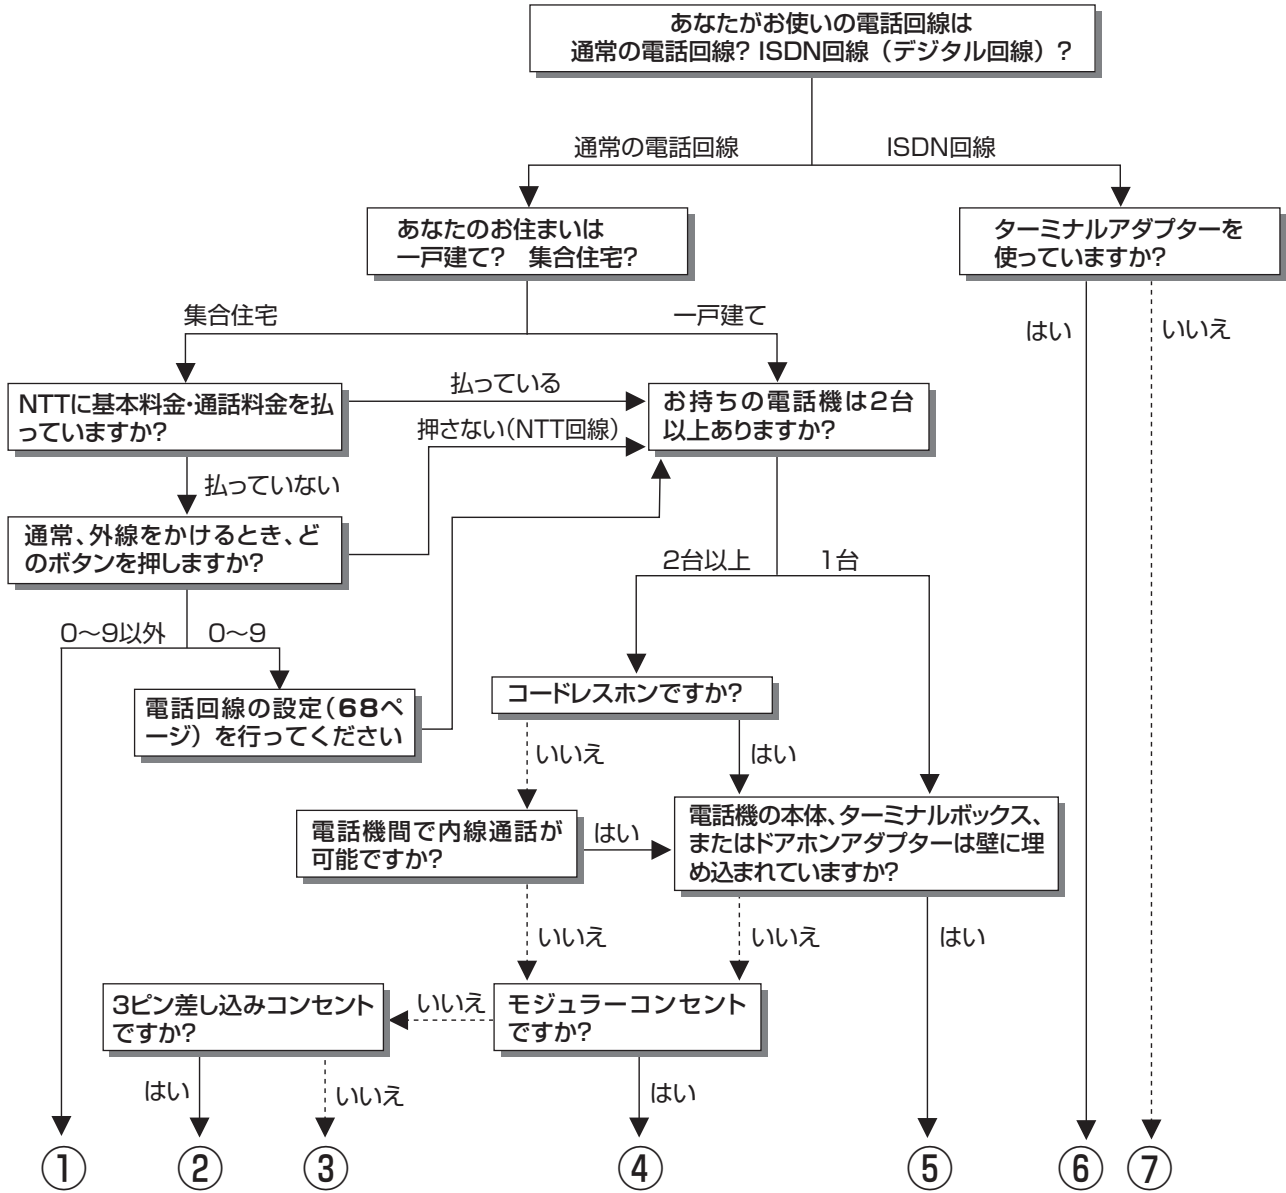 あなたがお使いの電話回線は
通常の電話回線? ISDN回線(デジタル回線)?
通常の電話回線
ISDN回線
あなたのお住まいは
一戸建て? 集合住宅?
ターミナルアダプターを
使っていますか?
集合住宅
一戸建て
はい
いいえ
NTTに基本料金・通話料金を払
っていますか?
払っている
お持ちの電話機は2台
以上ありますか?
押さない(NTT回線)
払っていない
通常、外線をかけるとき、ど
のボタンを押しますか?
2台以上
1台
0〜9以外
0〜9
電話回線の設定(68ペ
ージ)を行ってください
コードレスホンですか?
いいえ
はい
電話機間で内線通話が
可能ですか?
はい
電話機の本体、ターミナルボックス、
またはドアホンアダプターは壁に埋
め込まれていますか?
いいえ
いいえ
はい
3ピン差し込みコンセント
ですか?
いいえ
モジュラーコンセント
ですか?
はい
いいえ
はい
① ② ③ ④ ⑤ ⑥ ⑦